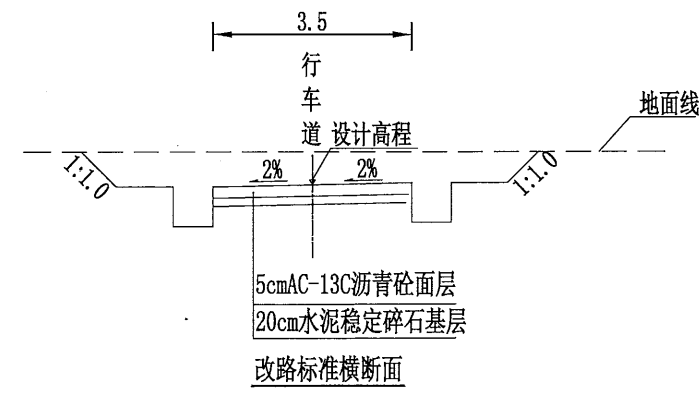 3.5
行车道
设计高程
地面线
2%
2%
1:1.0
1:1.0
5cmAC-13C沥青砼面层
20cm水泥稳定碎石基层
改路标准横断面